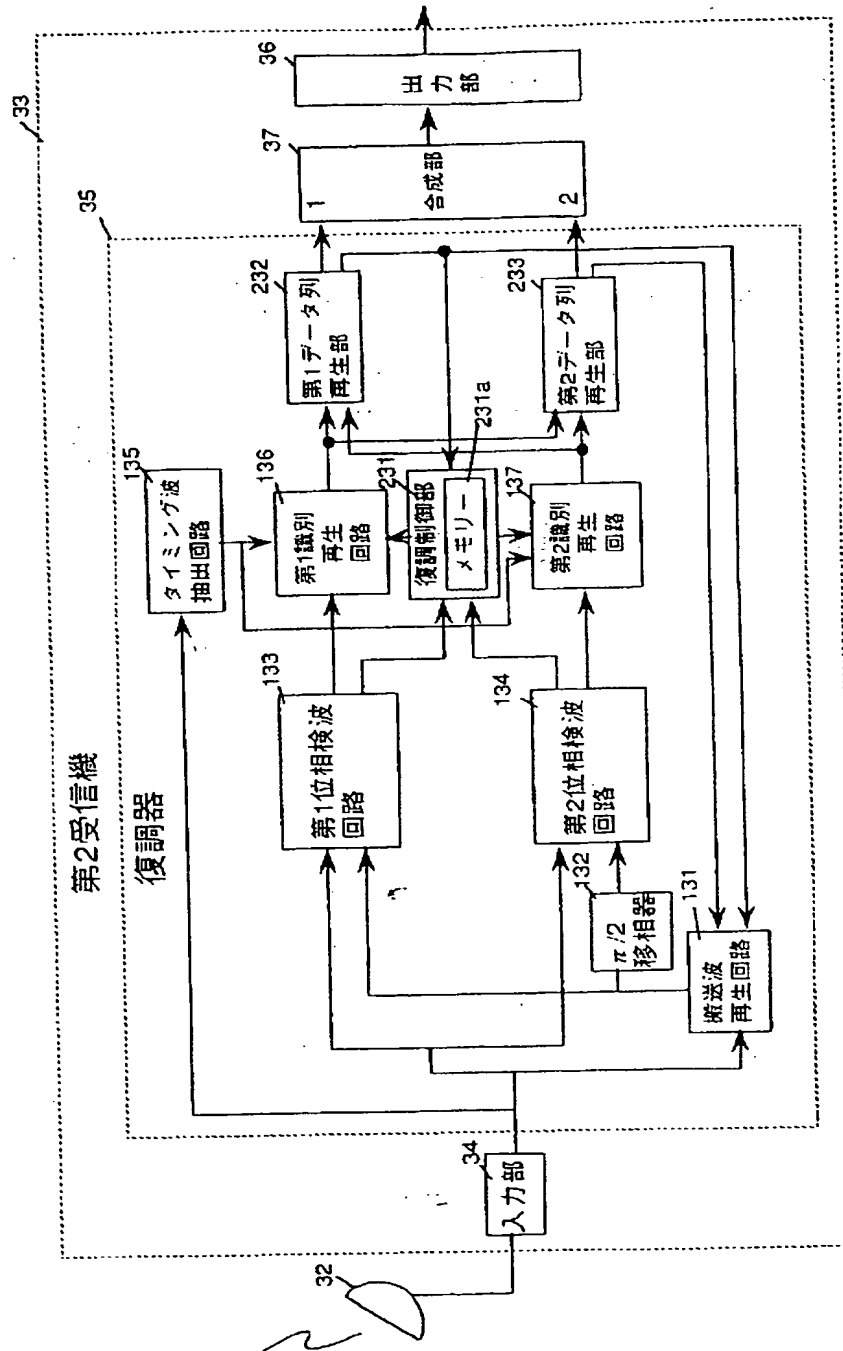 第2受信機
33
復調器
35
32
34
入力部
135
タイミング波
抽出回路
133
第1位相検波
回路
136
第1識別
再生
回路
232
第1データ列
再生部
37
1
合成部
2
36
出力部
231
復調制御部
231a
メモリー
134
第2位相検波
回路
137
第2識別
再生
回路
233
第2データ列
再生部
132
π/2
移相器
131
搬送波
再生回路